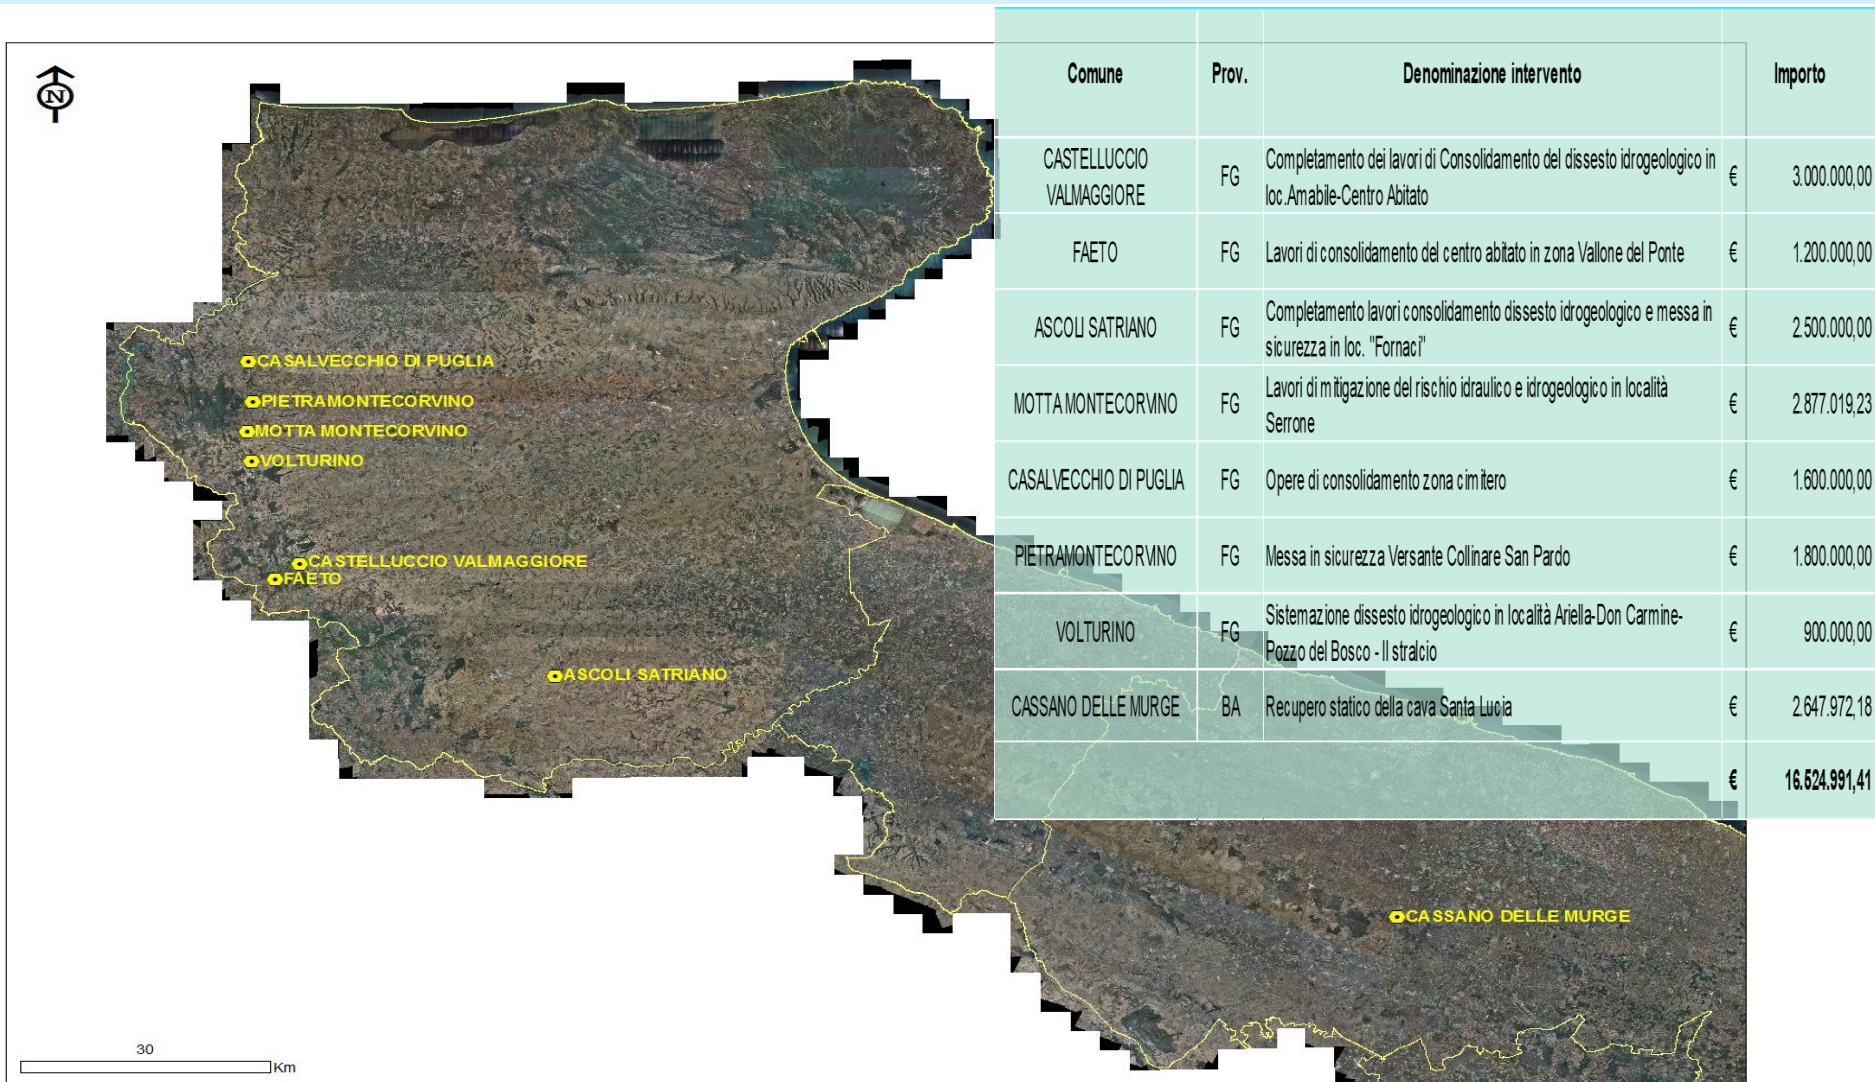 N
Comune Prov. Denominazione intervento Importo
CASTELLUCCIO
VALMAGGIORE
FG
Completamento dei lavori di Consolidamento del dissesto idrogeologico in
loc.Amabile-Centro Abitato
€ 3.000.000,00
FAETO FG Lavori di consolidamento del centro abitato in zona Vallone del Ponte € 1.200.000,00
ASCOLI SATRIANO FG
Completamento lavori consolidamento dissesto idrogeologico e messa in
sicurezza in loc. "Fornaci"
€ 2.500.000,00
MOTTA MONTECORVINO FG
Lavori di mitigazione del rischio idraulico e idrogeologico in località
Serrone
€ 2.877.019,23
CASALVECCHIO DI PUGLIA FG Opere di consolidamento zona cimitero € 1.600.000,00
PIETRAMONTECORVINO FG Messa in sicurezza Versante Collinare San Pardo € 1.800.000,00
VOLTURINO FG
Sistemazione dissesto idrogeologico in località Ariella-Don Carmine-
Pozzo del Bosco - II stralcio
€ 900.000,00
CASSANO DELLE MURGE BA Recupero statico della cava Santa Lucia € 2.647.972,18
€ 16.524.991,41
CASALVECCHIO DI PUGLIA
PIETRAMONTECORVINO
MOTTA MONTECORVINO
VOLTURINO
CASTELLUCCIO VALMAGGIORE
FAETO
ASCOLI SATRIANO
CASSANO DELLE MURGE
30
Km